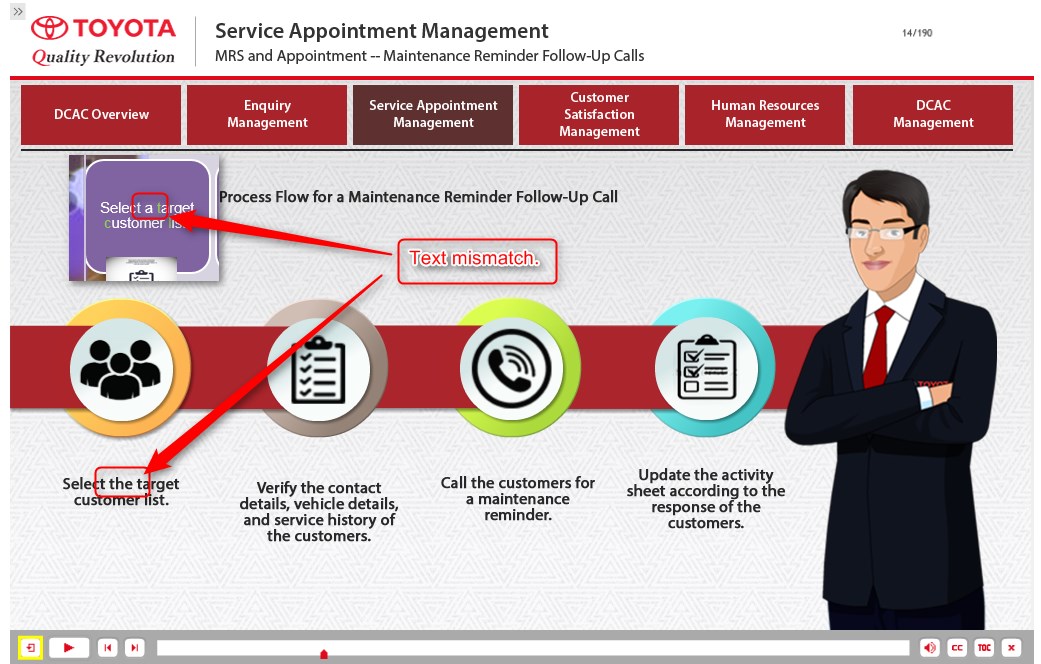 TOYOTA
Quality Revolution
Service Appointment Management
MRS and Appointment -- Maintenance Reminder Follow-Up Calls
14/190
DCAC Overview
Enquiry
Management
Service Appointment
Management
Customer
Satisfaction
Management
Human Resources
Management
DCAC
Management
Select a target
customer list.
Process Flow for a Maintenance Reminder Follow-Up Call
Text mismatch.
TOYOTA
Select the target
customer list.
Verify the contact
details, vehicle details,
and service history of
the customers.
Call the customers for
a maintenance
reminder.
Update the activity
sheet according to the
response of the
customers.
CC
TOC